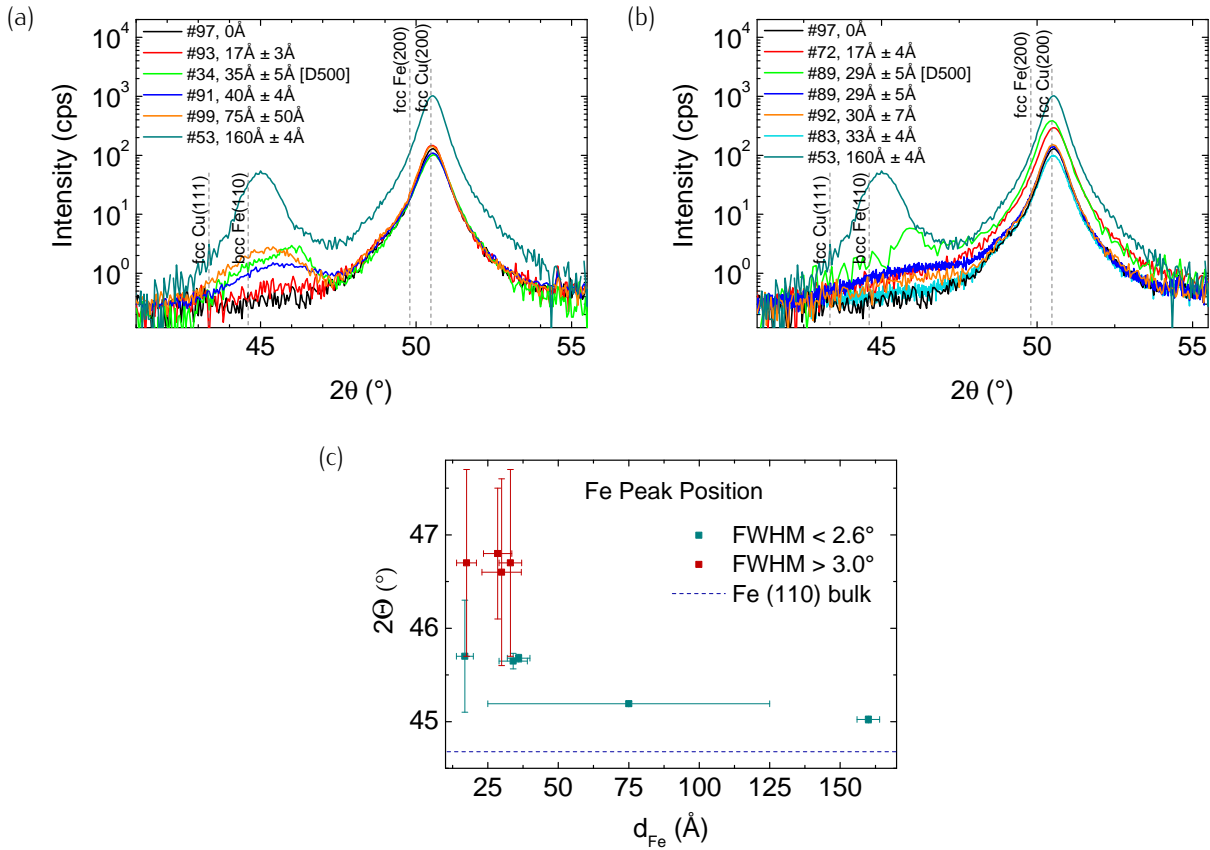 (a)
#97, 0Å
#93, 17Å ± 3Å
#34, 35Å ± 5Å [D500]
#91, 40Å ± 4Å
#99, 75Å ± 50Å
#53, 160Å ± 4Å
fcc Cu(111)
bcc Fe(110)
fcc Fe(200)
fcc Cu(200)
Intensity (cps)
10⁴
10³
10²
10¹
10⁰
45
50
55
2θ (°)
(b)
#97, 0Å
#72, 17Å ± 4Å
#89, 29Å ± 5Å [D500]
#89, 29Å ± 5Å
#92, 30Å ± 7Å
#83, 33Å ± 4Å
#53, 160Å ± 4Å
fcc Cu(111)
bcc Fe(110)
fcc Fe(200)
fcc Cu(200)
Intensity (cps)
10⁴
10³
10²
10¹
10⁰
45
50
55
2θ (°)
(c)
Fe Peak Position
FWHM < 2.6°
FWHM > 3.0°
Fe (110) bulk
2Θ (°)
47
46
45
25
50
75
100
125
150
d_Fe (Å)